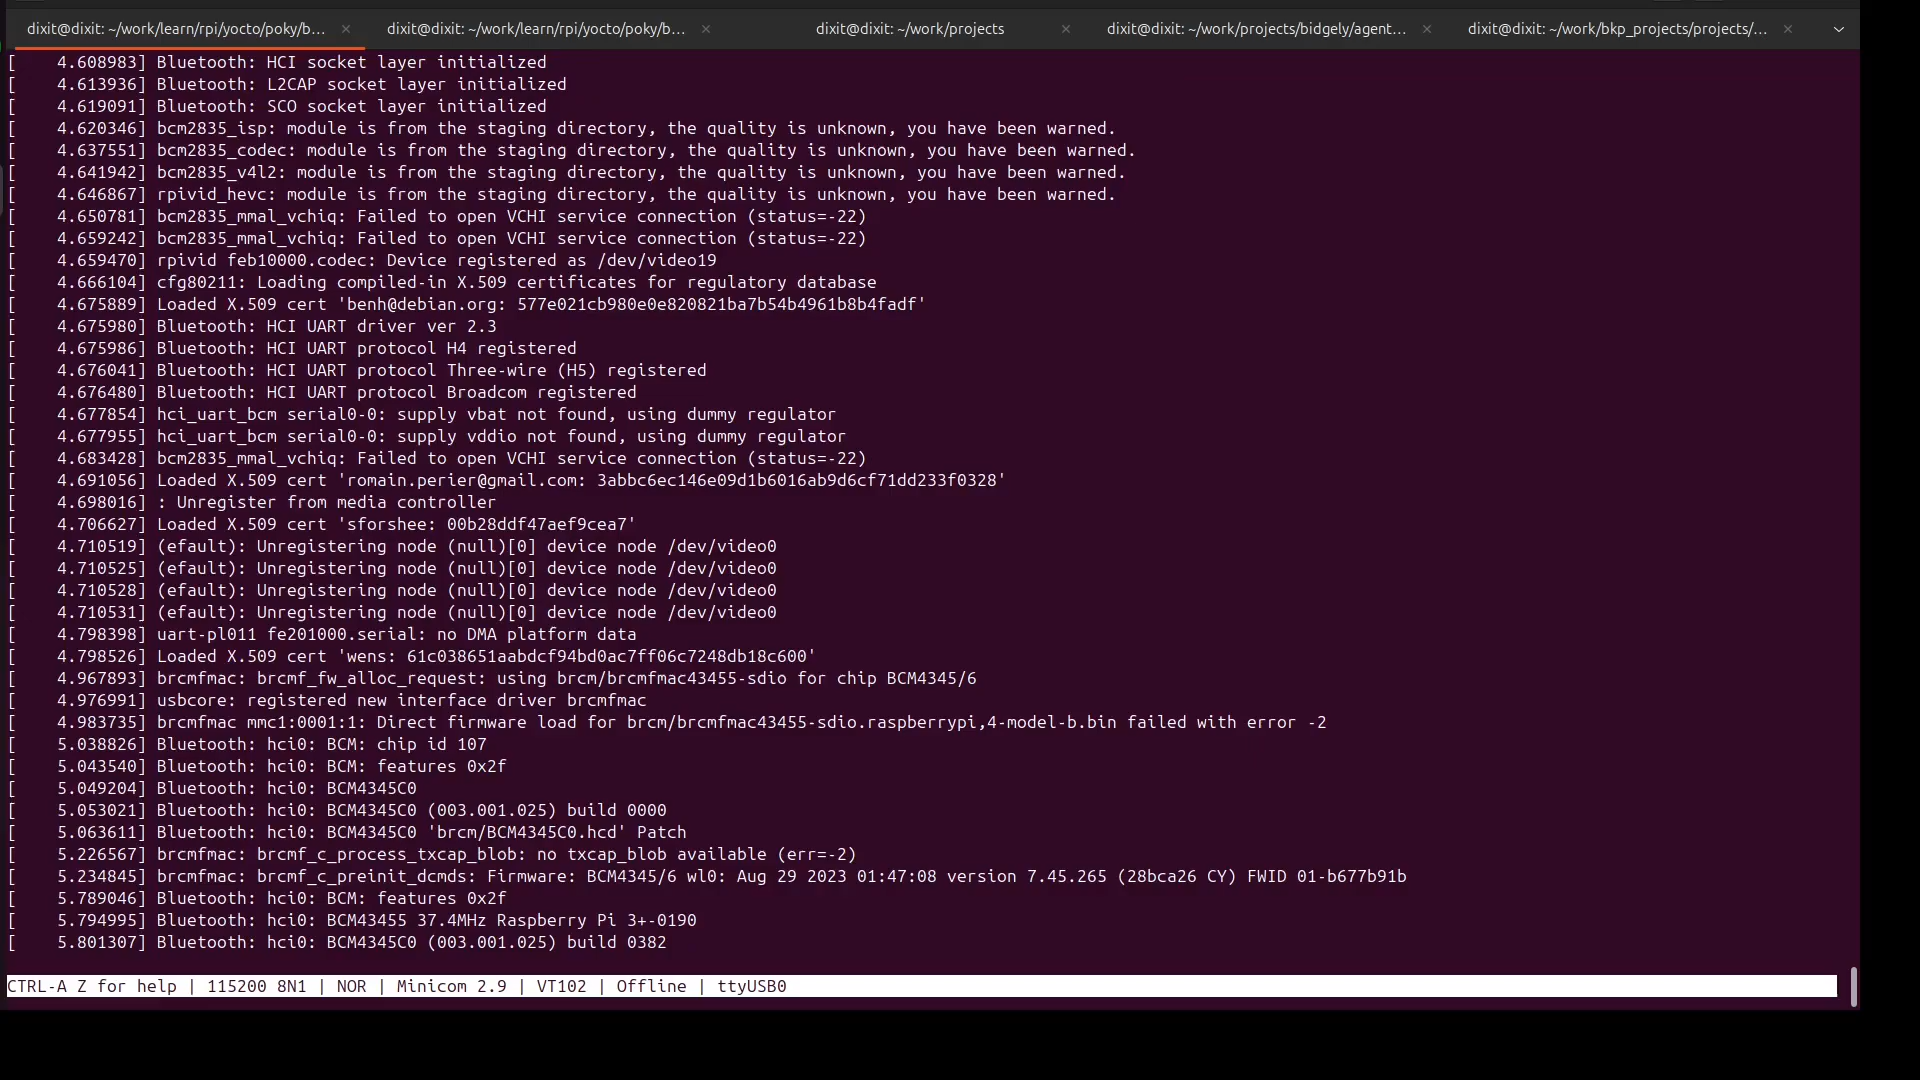 dixit@dixit: ~/work/learn/rpi/yocto/poky/b... × dixit@dixit: ~/work/learn/rpi/yocto/poky/b... × dixit@dixit: ~/work/projects × dixit@dixit: ~/work/projects/bidgely/agent... × dixit@dixit: ~/work/bkp_projects/projects/... ×
[    4.608983] Bluetooth: HCI socket layer initialized
[    4.613936] Bluetooth: L2CAP socket layer initialized
[    4.619091] Bluetooth: SCO socket layer initialized
[    4.620346] bcm2835_isp: module is from the staging directory, the quality is unknown, you have been warned.
[    4.637551] bcm2835_codec: module is from the staging directory, the quality is unknown, you have been warned.
[    4.641942] bcm2835_v4l2: module is from the staging directory, the quality is unknown, you have been warned.
[    4.646867] rpivid_hevc: module is from the staging directory, the quality is unknown, you have been warned.
[    4.650781] bcm2835_mmal_vchiq: Failed to open VCHI service connection (status=-22)
[    4.659242] bcm2835_mmal_vchiq: Failed to open VCHI service connection (status=-22)
[    4.659470] rpivid feb10000.codec: Device registered as /dev/video19
[    4.666104] cfg80211: Loading compiled-in X.509 certificates for regulatory database
[    4.675889] Loaded X.509 cert 'benh@debian.org: 577e021cb980e0e820821ba7b54b4961b8b4fadf'
[    4.675980] Bluetooth: HCI UART driver ver 2.3
[    4.675986] Bluetooth: HCI UART protocol H4 registered
[    4.676041] Bluetooth: HCI UART protocol Three-wire (H5) registered
[    4.676480] Bluetooth: HCI UART protocol Broadcom registered
[    4.677854] hci_uart_bcm serial0-0: supply vbat not found, using dummy regulator
[    4.677955] hci_uart_bcm serial0-0: supply vddio not found, using dummy regulator
[    4.683428] bcm2835_mmal_vchiq: Failed to open VCHI service connection (status=-22)
[    4.691056] Loaded X.509 cert 'romain.perier@gmail.com: 3abbc6ec146e09d1b6016ab9d6cf71dd233f0328'
[    4.698016] : Unregister from media controller
[    4.706627] Loaded X.509 cert 'sforshee: 00b28ddf47aef9cea7'
[    4.710519] (efault): Unregistering node (null)[0] device node /dev/video0
[    4.710525] (efault): Unregistering node (null)[0] device node /dev/video0
[    4.710528] (efault): Unregistering node (null)[0] device node /dev/video0
[    4.710531] (efault): Unregistering node (null)[0] device node /dev/video0
[    4.798398] uart-pl011 fe201000.serial: no DMA platform data
[    4.798526] Loaded X.509 cert 'wens: 61c038651aabdcf94bd0ac7ff06c7248db18c600'
[    4.967893] brcmfmac: brcmf_fw_alloc_request: using brcm/brcmfmac43455-sdio for chip BCM4345/6
[    4.976991] usbcore: registered new interface driver brcmfmac
[    4.983735] brcmfmac mmc1:0001:1: Direct firmware load for brcm/brcmfmac43455-sdio.raspberrypi,4-model-b.bin failed with error -2
[    5.038826] Bluetooth: hci0: BCM: chip id 107
[    5.043540] Bluetooth: hci0: BCM: features 0x2f
[    5.049204] Bluetooth: hci0: BCM4345C0
[    5.053021] Bluetooth: hci0: BCM4345C0 (003.001.025) build 0000
[    5.063611] Bluetooth: hci0: BCM4345C0 'brcm/BCM4345C0.hcd' Patch
[    5.226567] brcmfmac: brcmf_c_process_txcap_blob: no txcap_blob available (err=-2)
[    5.234845] brcmfmac: brcmf_c_preinit_dcmds: Firmware: BCM4345/6 wl0: Aug 29 2023 01:47:08 version 7.45.265 (28bca26 CY) FWID 01-b677b91b
[    5.789046] Bluetooth: hci0: BCM: features 0x2f
[    5.794995] Bluetooth: hci0: BCM43455 37.4MHz Raspberry Pi 3+-0190
[    5.801307] Bluetooth: hci0: BCM4345C0 (003.001.025) build 0382
CTRL-A Z for help | 115200 8N1 | NOR | Minicom 2.9 | VT102 | Offline | ttyUSB0